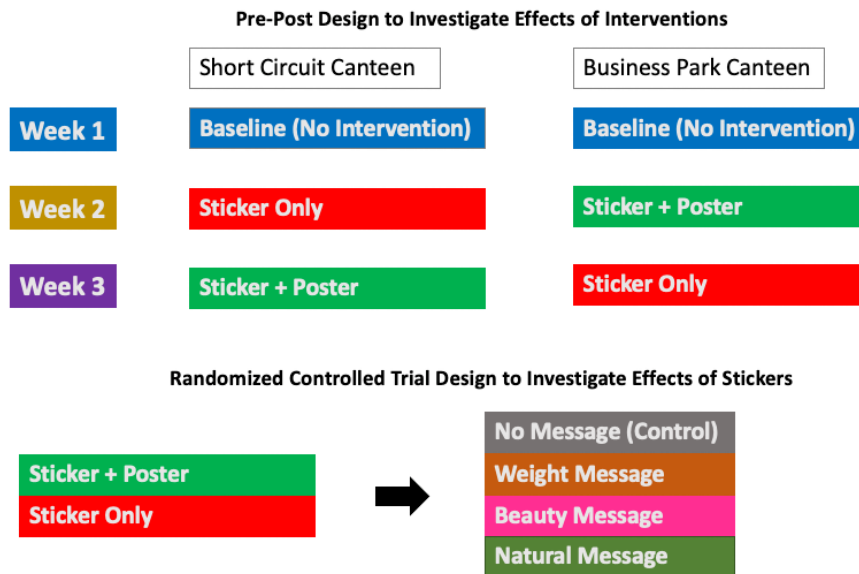 Pre-Post Design to Investigate Effects of Interventions
Short Circuit Canteen
Business Park Canteen
Week 1
Baseline (No Intervention)
Baseline (No Intervention)
Week 2
Sticker Only
Sticker + Poster
Week 3
Sticker + Poster
Sticker Only
Randomized Controlled Trial Design to Investigate Effects of Stickers
Sticker + Poster
Sticker Only
No Message (Control)
Weight Message
Beauty Message
Natural Message